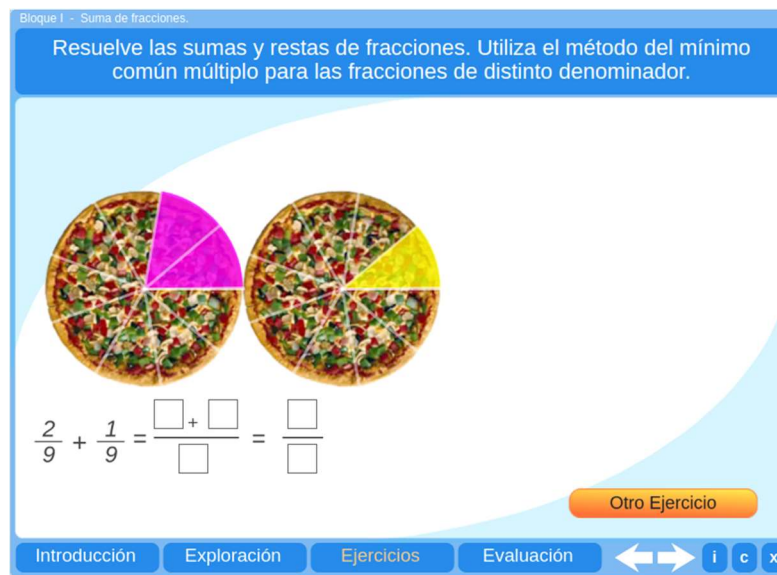 Bloque I - Suma de fracciones.
Resuelve las sumas y restas de fracciones. Utiliza el método del mínimo
común múltiplo para las fracciones de distinto denominador.
2/9 + 1/9 = □ + □ / □ = □ / □
Otro Ejercicio
Introducción Exploración Ejercicios Evaluación i c x